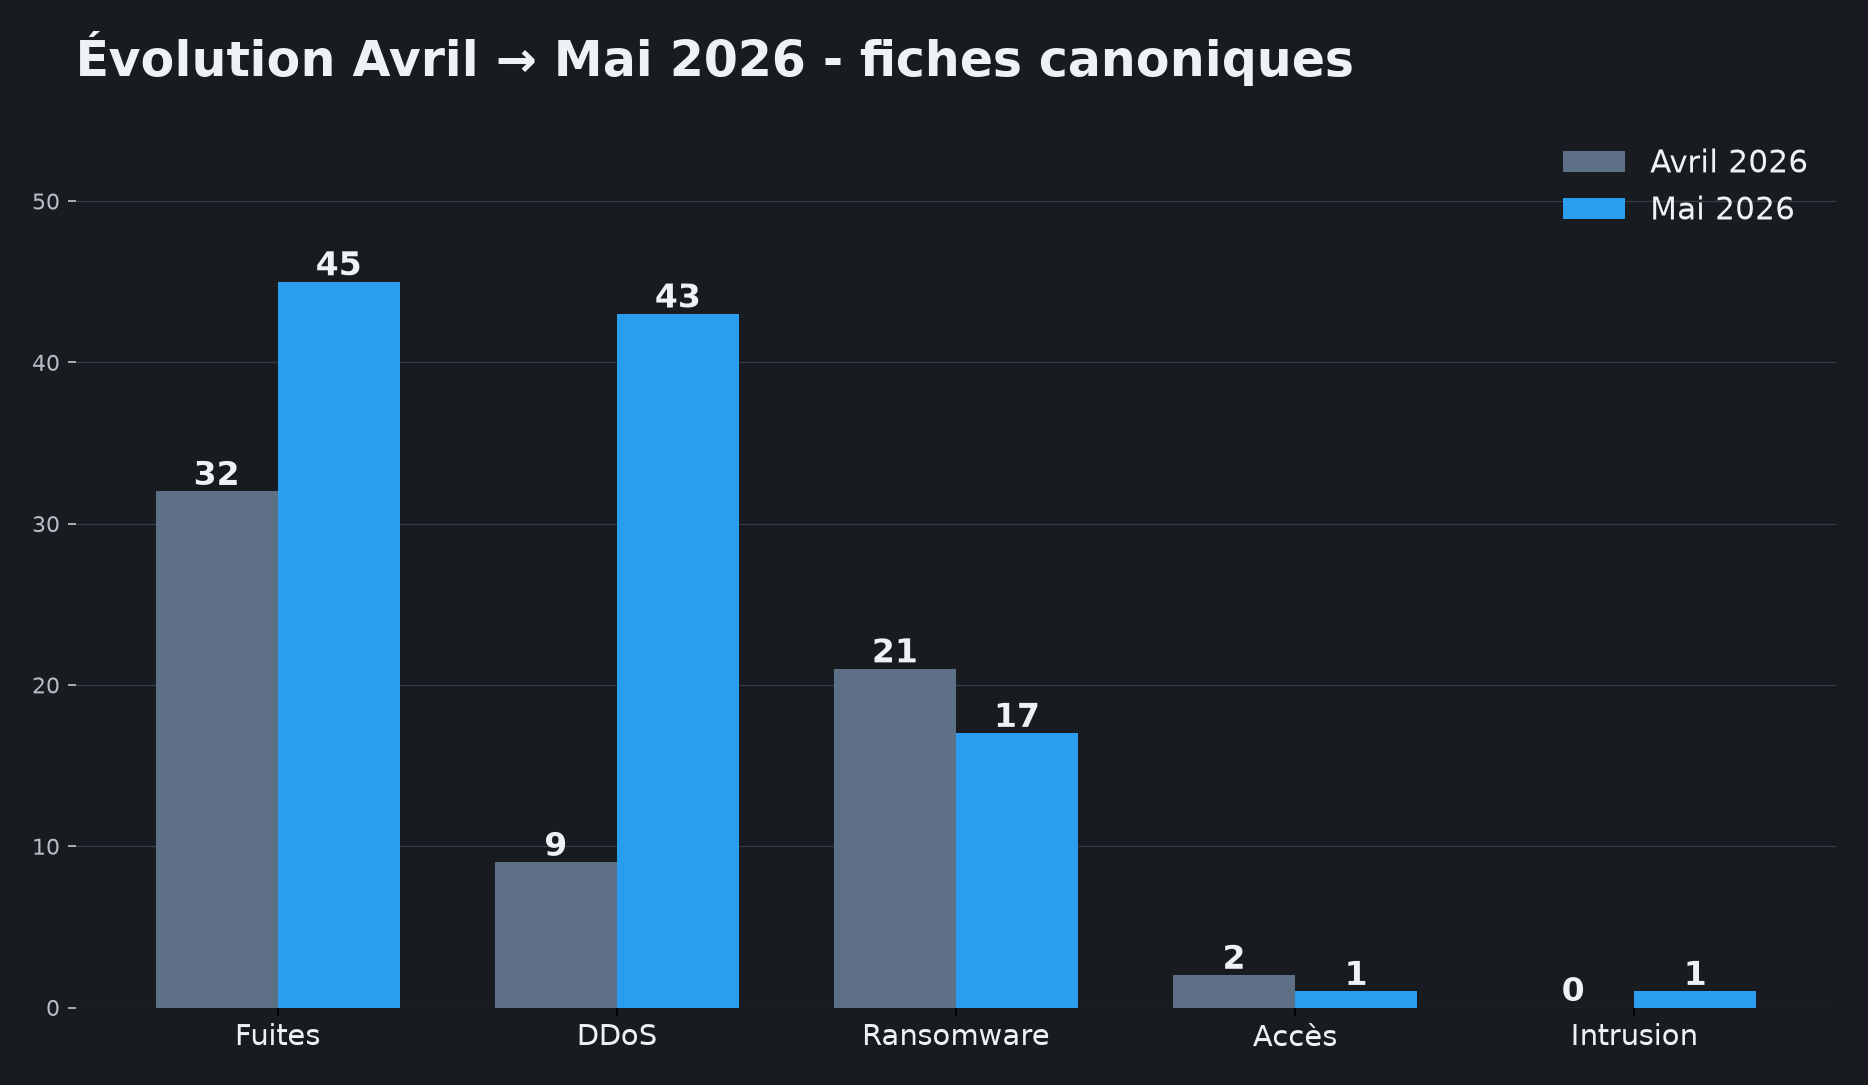 Évolution Avril → Mai 2026 - fiches canoniques
Avril 2026
Mai 2026
50
40
30
20
10
0
32
45
9
43
21
17
2
1
0
1
Fuites
DDoS
Ransomware
Accès
Intrusion